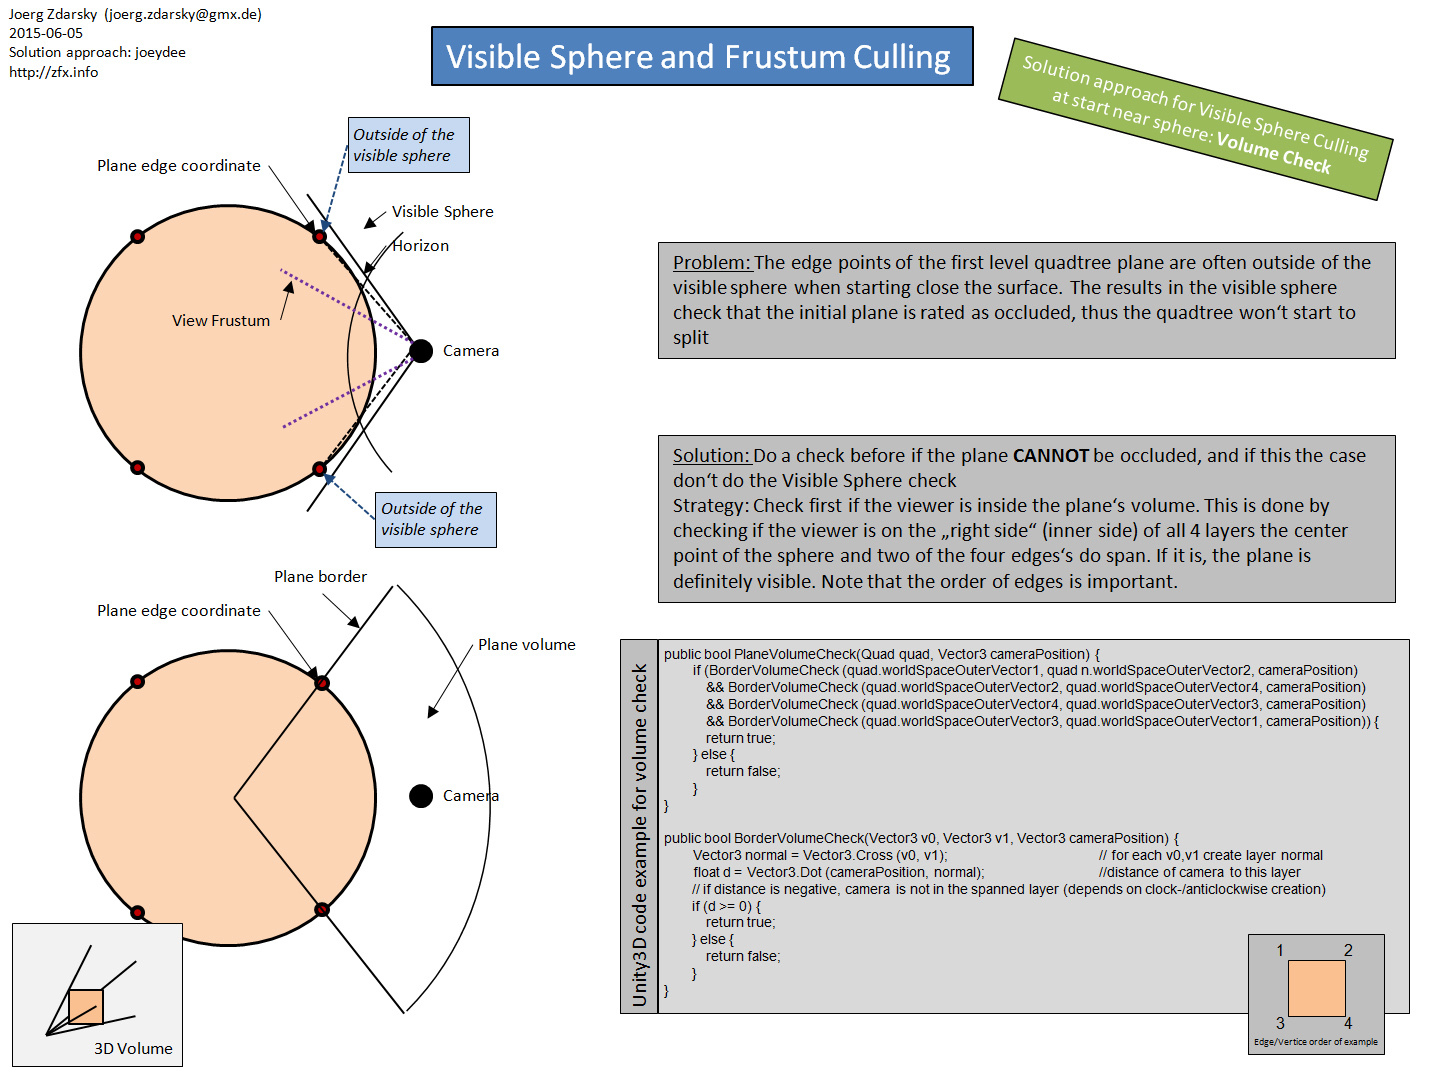 Joerg Zdarsky (joerg.zdarsky@gmx.de)
2015-06-05
Solution approach: joeydee
http://zfx.info
Visible Sphere and Frustum Culling
Solution approach for Visible Sphere Culling
at start near sphere: Volume Check
Outside of the
visible sphere
Plane edge coordinate
Visible Sphere
Horizon
View Frustum
Camera
Outside of the
visible sphere
Problem: The edge points of the first level quadtree plane are often outside of the
visible sphere when starting close the surface. The results in the visible sphere
check that the initial plane is rated as occluded, thus the quadtree won‘t start to
split
Solution: Do a check before if the plane CANNOT be occluded, and if this the case
don‘t do the Visible Sphere check
Strategy: Check first if the viewer is inside the plane‘s volume. This is done by
checking if the viewer is on the „right side“ (inner side) of all 4 layers the center
point of the sphere and two of the four edges‘s do span. If it is, the plane is
definitely visible. Note that the order of edges is important.
Plane border
Plane edge coordinate
Plane volume
Camera
3D Volume
Unity3D code example for volume check
public bool PlaneVolumeCheck(Quad quad, Vector3 cameraPosition) {
if (BorderVolumeCheck (quad.worldSpaceOuterVector1, quad n.worldSpaceOuterVector2, cameraPosition)
&& BorderVolumeCheck (quad.worldSpaceOuterVector2, quad.worldSpaceOuterVector4, cameraPosition)
&& BorderVolumeCheck (quad.worldSpaceOuterVector4, quad.worldSpaceOuterVector3, cameraPosition)
&& BorderVolumeCheck (quad.worldSpaceOuterVector3, quad.worldSpaceOuterVector1, cameraPosition)) {
return true;
} else {
return false;
}
}
public bool BorderVolumeCheck(Vector3 v0, Vector3 v1, Vector3 cameraPosition) {
Vector3 normal = Vector3.Cross (v0, v1); // for each v0,v1 create layer normal
float d = Vector3.Dot (cameraPosition, normal); //distance of camera to this layer
// if distance is negative, camera is not in the spanned layer (depends on clock-/anticlockwise creation)
if (d >= 0) {
return true;
} else {
return false;
}
}
1 2
3 4
Edge/Vertice order of example